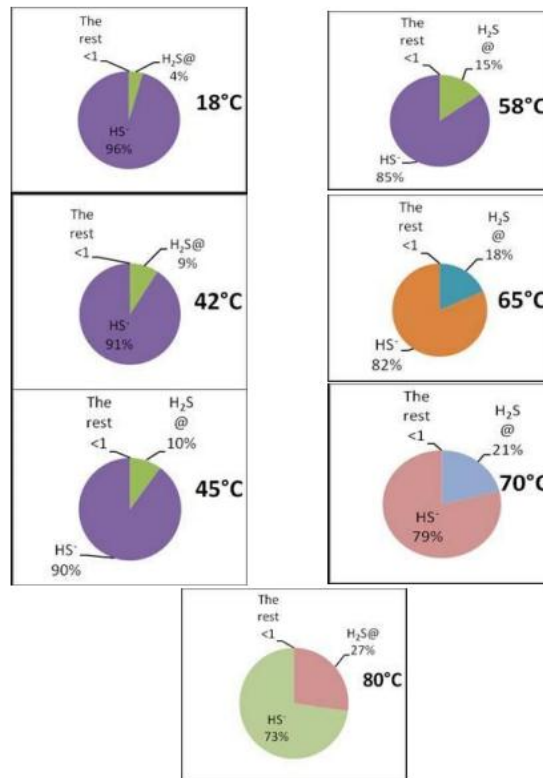 The
rest
<1
H₂S@
4%
18°C
HS⁻
96%
The
rest
<1
H₂S
@
15%
58°C
HS⁻
85%
The
rest
<1
H₂S@
9%
42°C
HS⁻
91%
The
rest
<1
H₂S
@
18%
65°C
HS⁻
82%
The
rest
<1
H₂S
@
10%
45°C
HS⁻
90%
The
rest
<1
H₂S
@
21%
70°C
HS⁻
79%
The
rest
<1
H₂S@
27%
80°C
HS⁻
73%